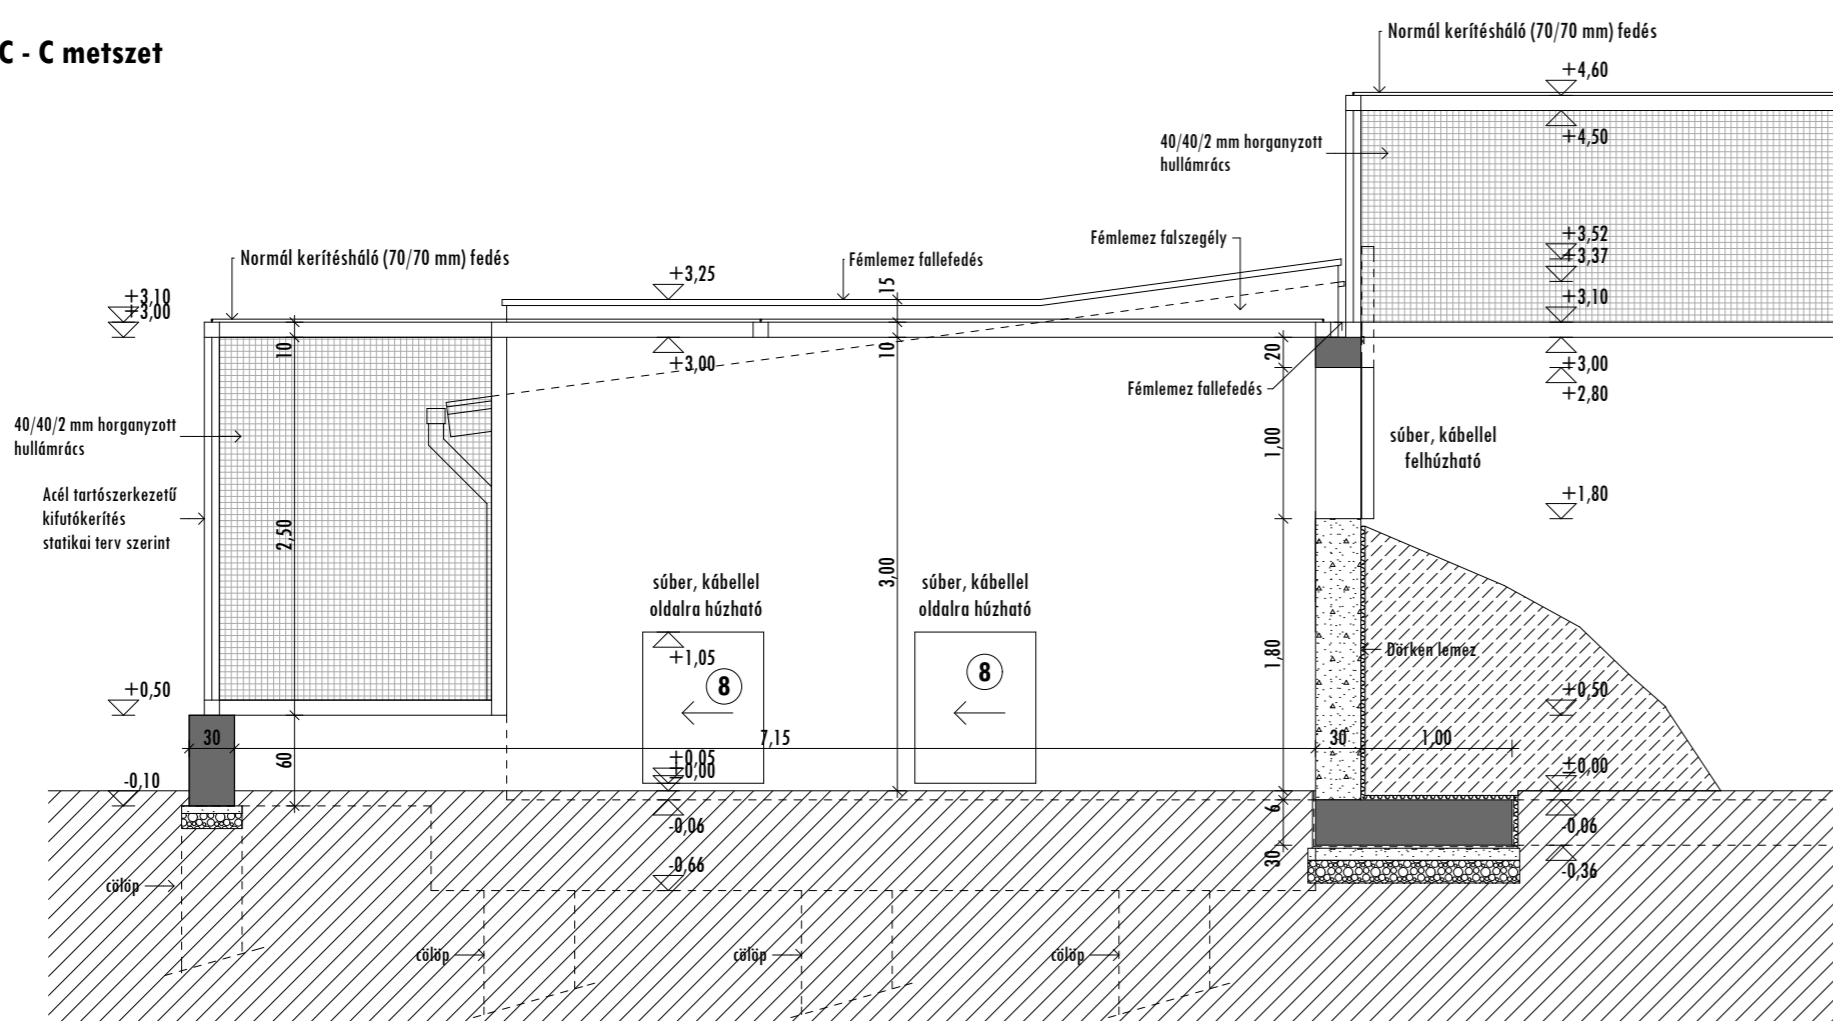 C - C metszet
Normál kerítésháló (70/70 mm) fedés
+4,60
+4,50
40/40/2 mm horganyzott
hullámrács
+3,52
+3,37
+3,10
Fémlemez falszegély
Normál kerítésháló (70/70 mm) fedés
Fémlemez fallefedés
+3,25
15
+3,10
+3,00
10
+3,00
10
20
+3,00
+2,80
Fémlemez fallefedés
40/40/2 mm horganyzott
hullámrács
1,00
súber, kábellel
felhúzható
Acél tartószerkezetű
kifutókerítés
statikai terv szerint
2,50
+1,80
3,00
súber, kábellel
oldalra húzható
súber, kábellel
oldalra húzható
+1,05
8
8
1,80
Dörken lemez
+0,50
+0,50
30
7,15
30
1,00
60
+0,05
+0,00
+0,00
-0,10
6
-0,06
-0,06
-0,66
30
-0,36
cölöp
cölöp
cölöp
cölöp